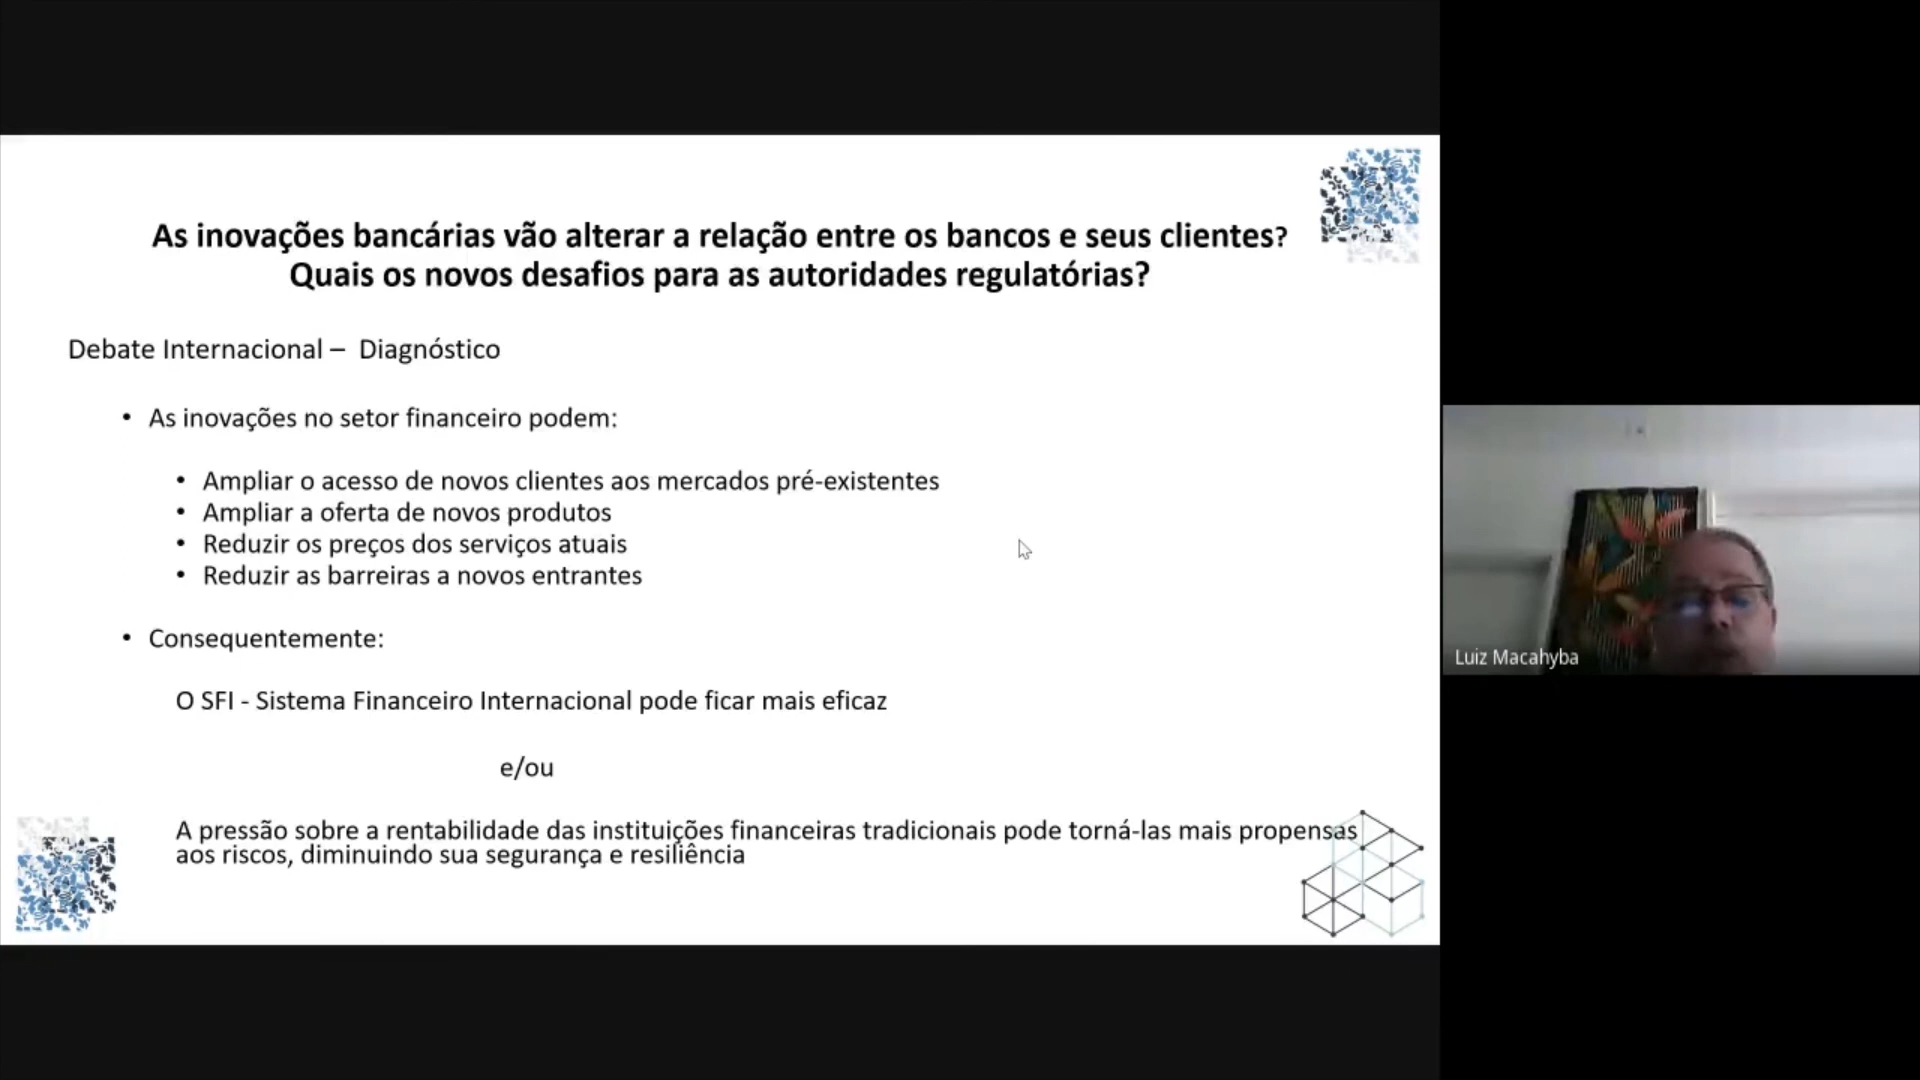 As inovações bancárias vão alterar a relação entre os bancos e seus clientes?
Quais os novos desafios para as autoridades regulatórias?
Debate Internacional – Diagnóstico
• As inovações no setor financeiro podem:
• Ampliar o acesso de novos clientes aos mercados pré-existentes
• Ampliar a oferta de novos produtos
• Reduzir os preços dos serviços atuais
• Reduzir as barreiras a novos entrantes
• Consequentemente:
O SFI - Sistema Financeiro Internacional pode ficar mais eficaz
e/ou
A pressão sobre a rentabilidade das instituições financeiras tradicionais pode torná-las mais propensas
aos riscos, diminuindo sua segurança e resiliência
Luiz Macahyba